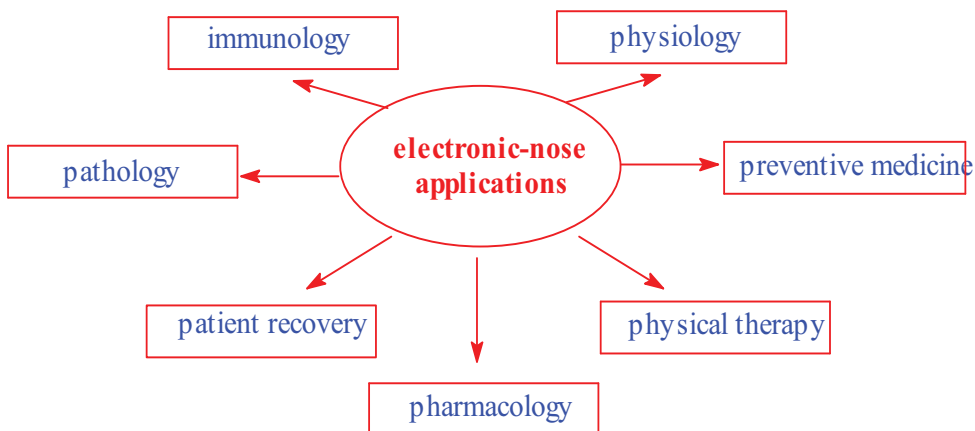 immunology
physiology
electronic-nose
applications
pathology
preventive medicine
patient recovery
physical therapy
pharmacology